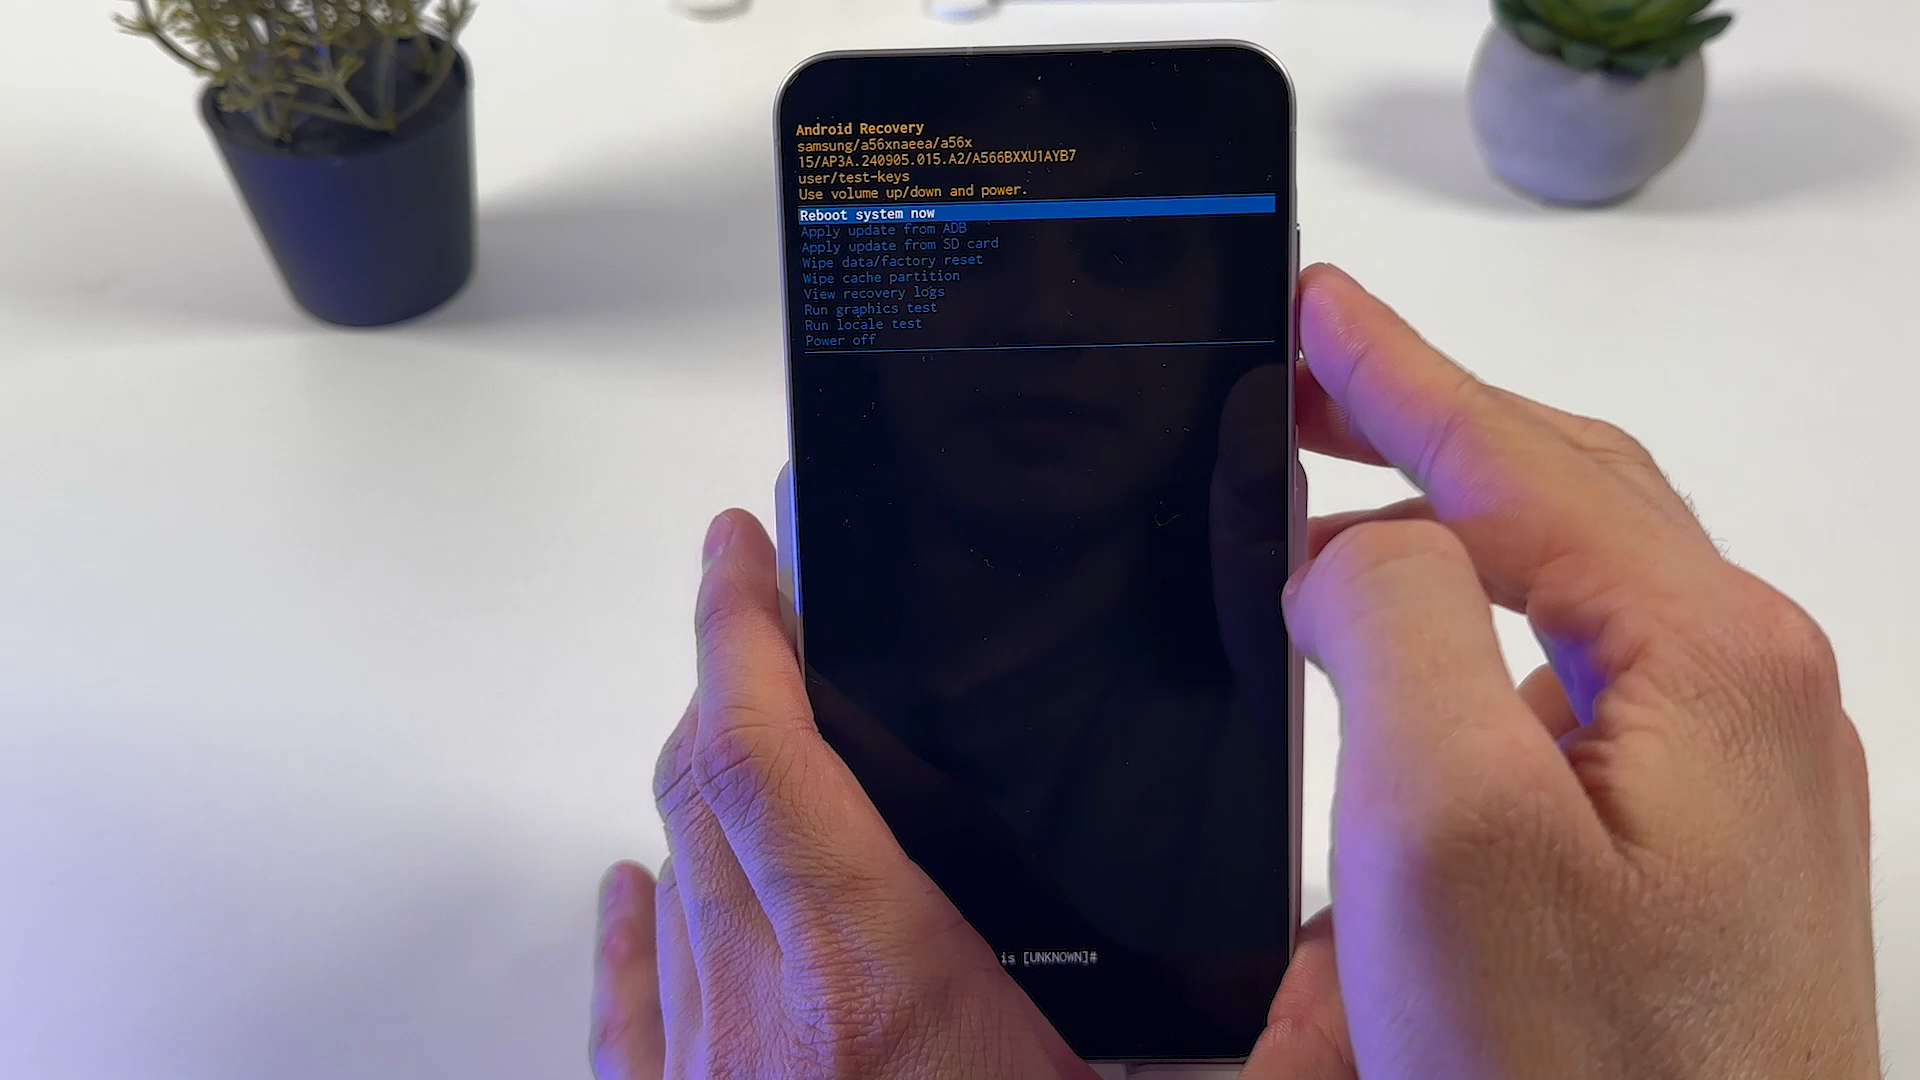 Android Recovery
samsung/a56xnaeea/a56x
15/AP3A.240905.015.A2/A566BXXU1AYB7
user/test-keys
Use volume up/down and power.
Reboot system now
Apply update from ADB
Apply update from SD card
Wipe data/factory reset
Wipe cache partition
View recovery logs
Run graphics test
Run locale test
Power off
is [UNKNOWN]#